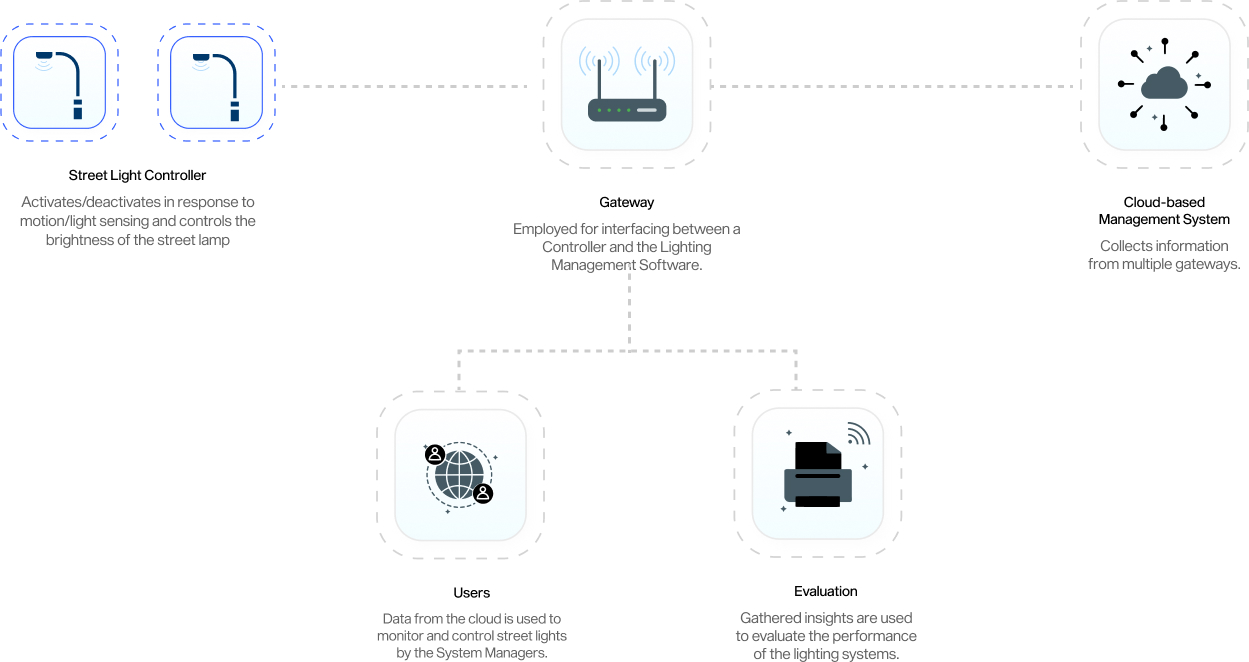 Street Light Controller
Activates/deactivates in response to
motion/light sensing and controls the
brightness of the street lamp
Gateway
Employed for interfacing between a
Controller and the Lighting
Management Software.
Cloud-based
Management System
Collects information
from multiple gateways.
Users
Data from the cloud is used to
monitor and control street lights
by the System Managers.
Evaluation
Gathered insights are used
to evaluate the performance
of the lighting systems.